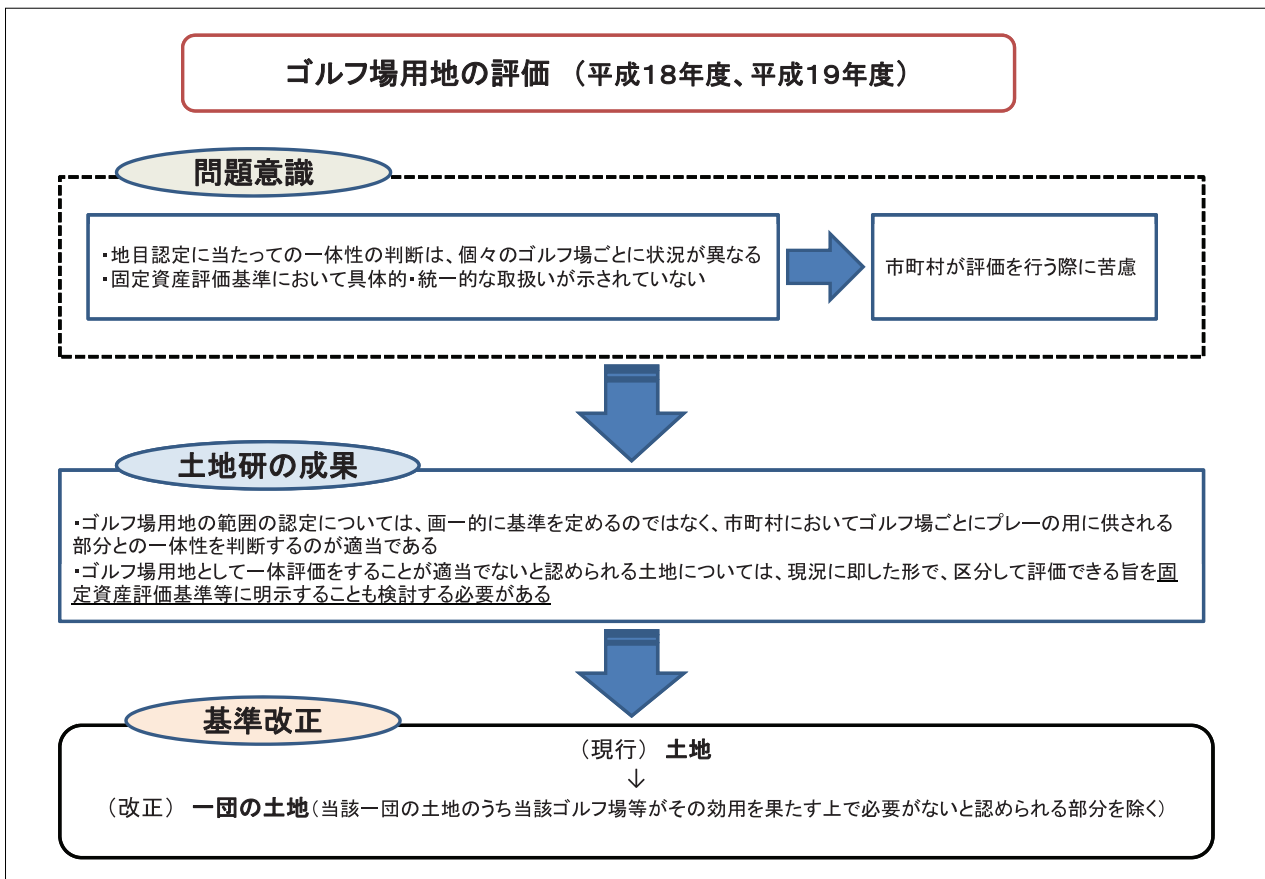 ゴルフ場用地の評価 （平成１８年度、平成１９年度）
問題意識
・地目認定に当たっての一体性の判断は、個々のゴルフ場ごとに状況が異なる
・固定資産評価基準において具体的・統一的な取扱いが示されていない
市町村が評価を行う際に苦慮
土地研の成果
・ゴルフ場用地の範囲の認定については、画一的に基準を定めるのではなく、市町村においてゴルフ場ごとにプレーの用に供される
部分との一体性を判断するのが適当である
・ゴルフ場用地として一体評価をすることが適当でないと認められる土地については、現況に即した形で、区分して評価できる旨を固
定資産評価基準等に明示することも検討する必要がある
基準改正
（現行） 土地
↓
（改正） 一団の土地（当該一団の土地のうち当該ゴルフ場等がその効用を果たす上で必要がないと認められる部分を除く）